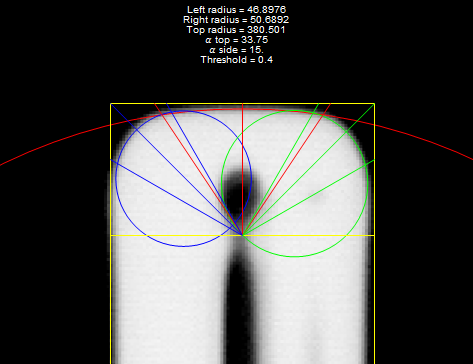 Left radius = 46.8976
Right radius = 50.6892
Top radius = 380.501
α top = 33.75
α side = 15.
Threshold = 0.4